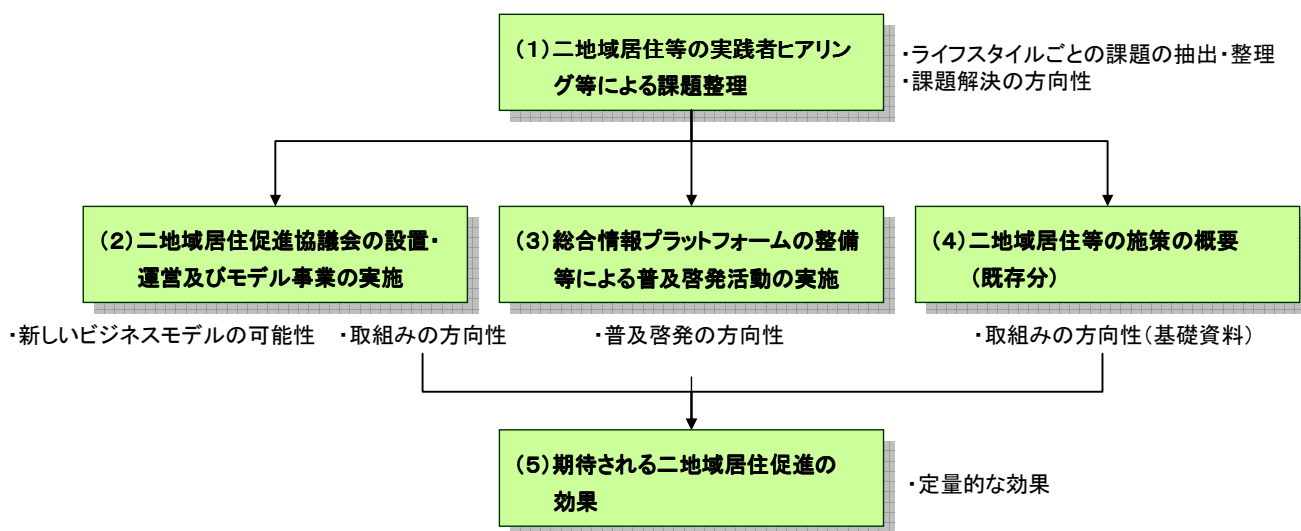 (1)二地域居住等の実践者ヒアリン
グ等による課題整理
・ライフスタイルごとの課題の抽出・整理
・課題解決の方向性
(2)二地域居住促進協議会の設置・
運営及びモデル事業の実施
(3)総合情報プラットフォームの整備
等による普及啓発活動の実施
(4)二地域居住等の施策の概要
(既存分)
・新しいビジネスモデルの可能性 ・取組みの方向性
・普及啓発の方向性
・取組みの方向性(基礎資料)
(5)期待される二地域居住促進の
効果
・定量的な効果